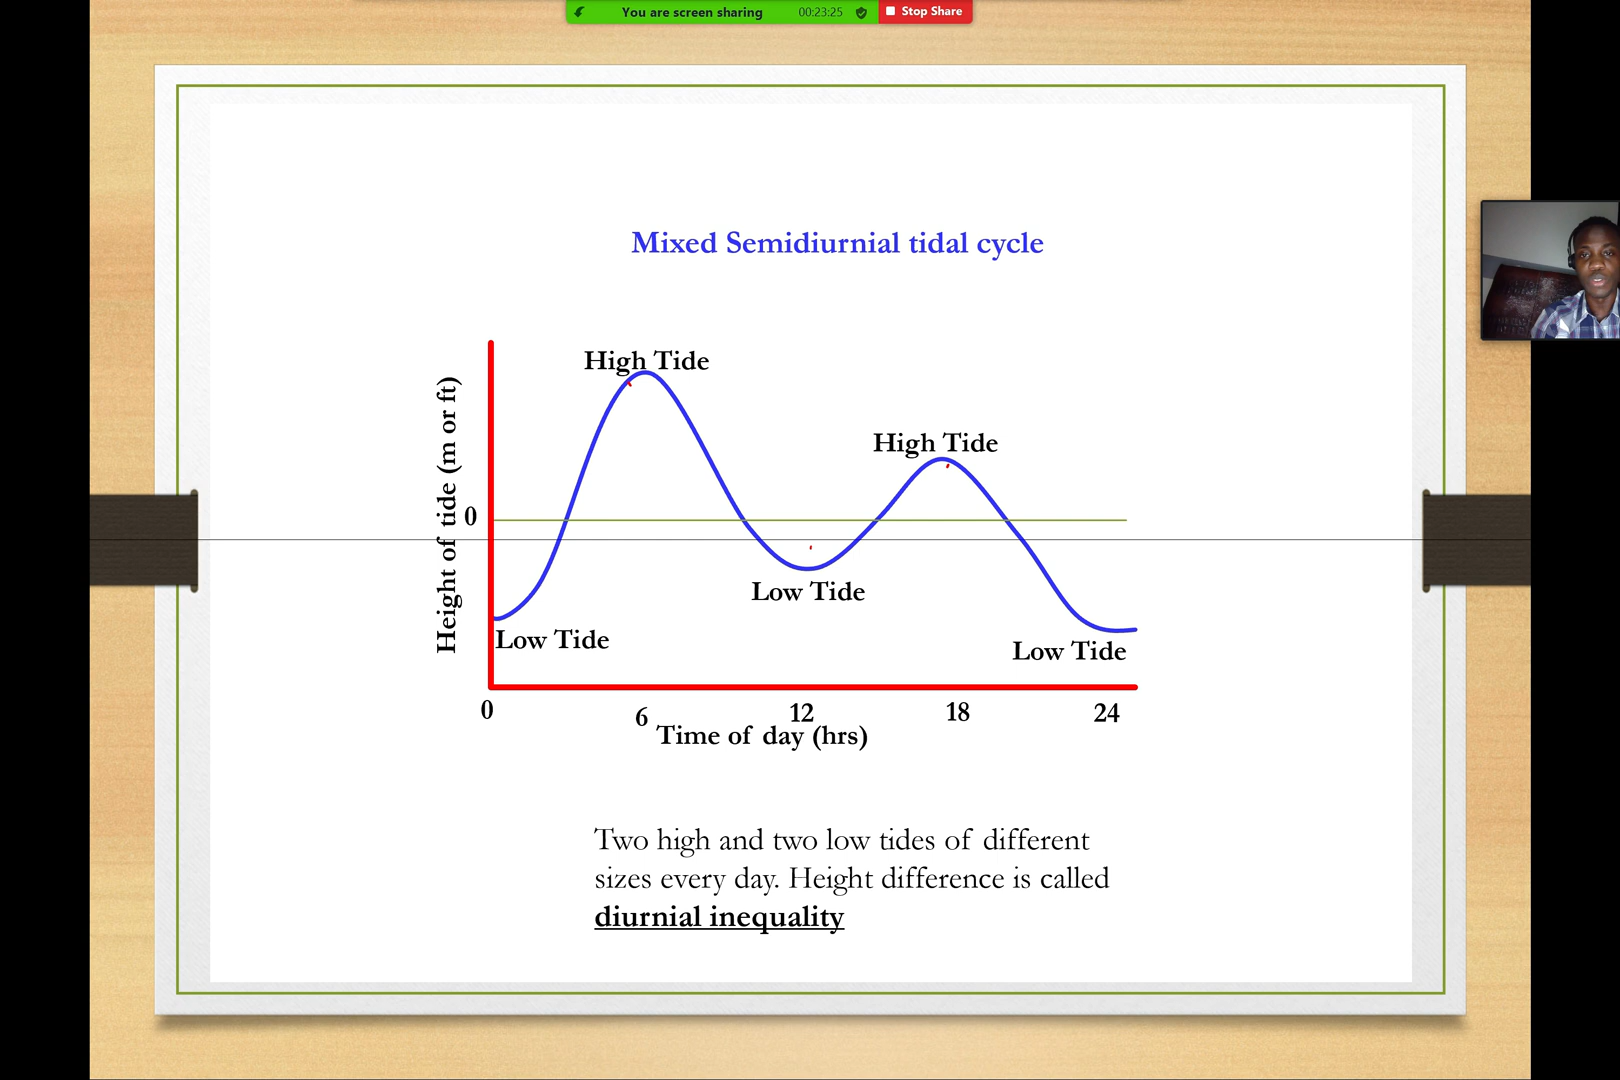 You are screen sharing 00:23:25 Stop Share
Mixed Semidiurnial tidal cycle
High Tide
High Tide
Height of tide (m or ft)
0
Low Tide
Low Tide
Low Tide
0 6 12 18 24
Time of day (hrs)
Two high and two low tides of different
sizes every day. Height difference is called
diurnial inequality